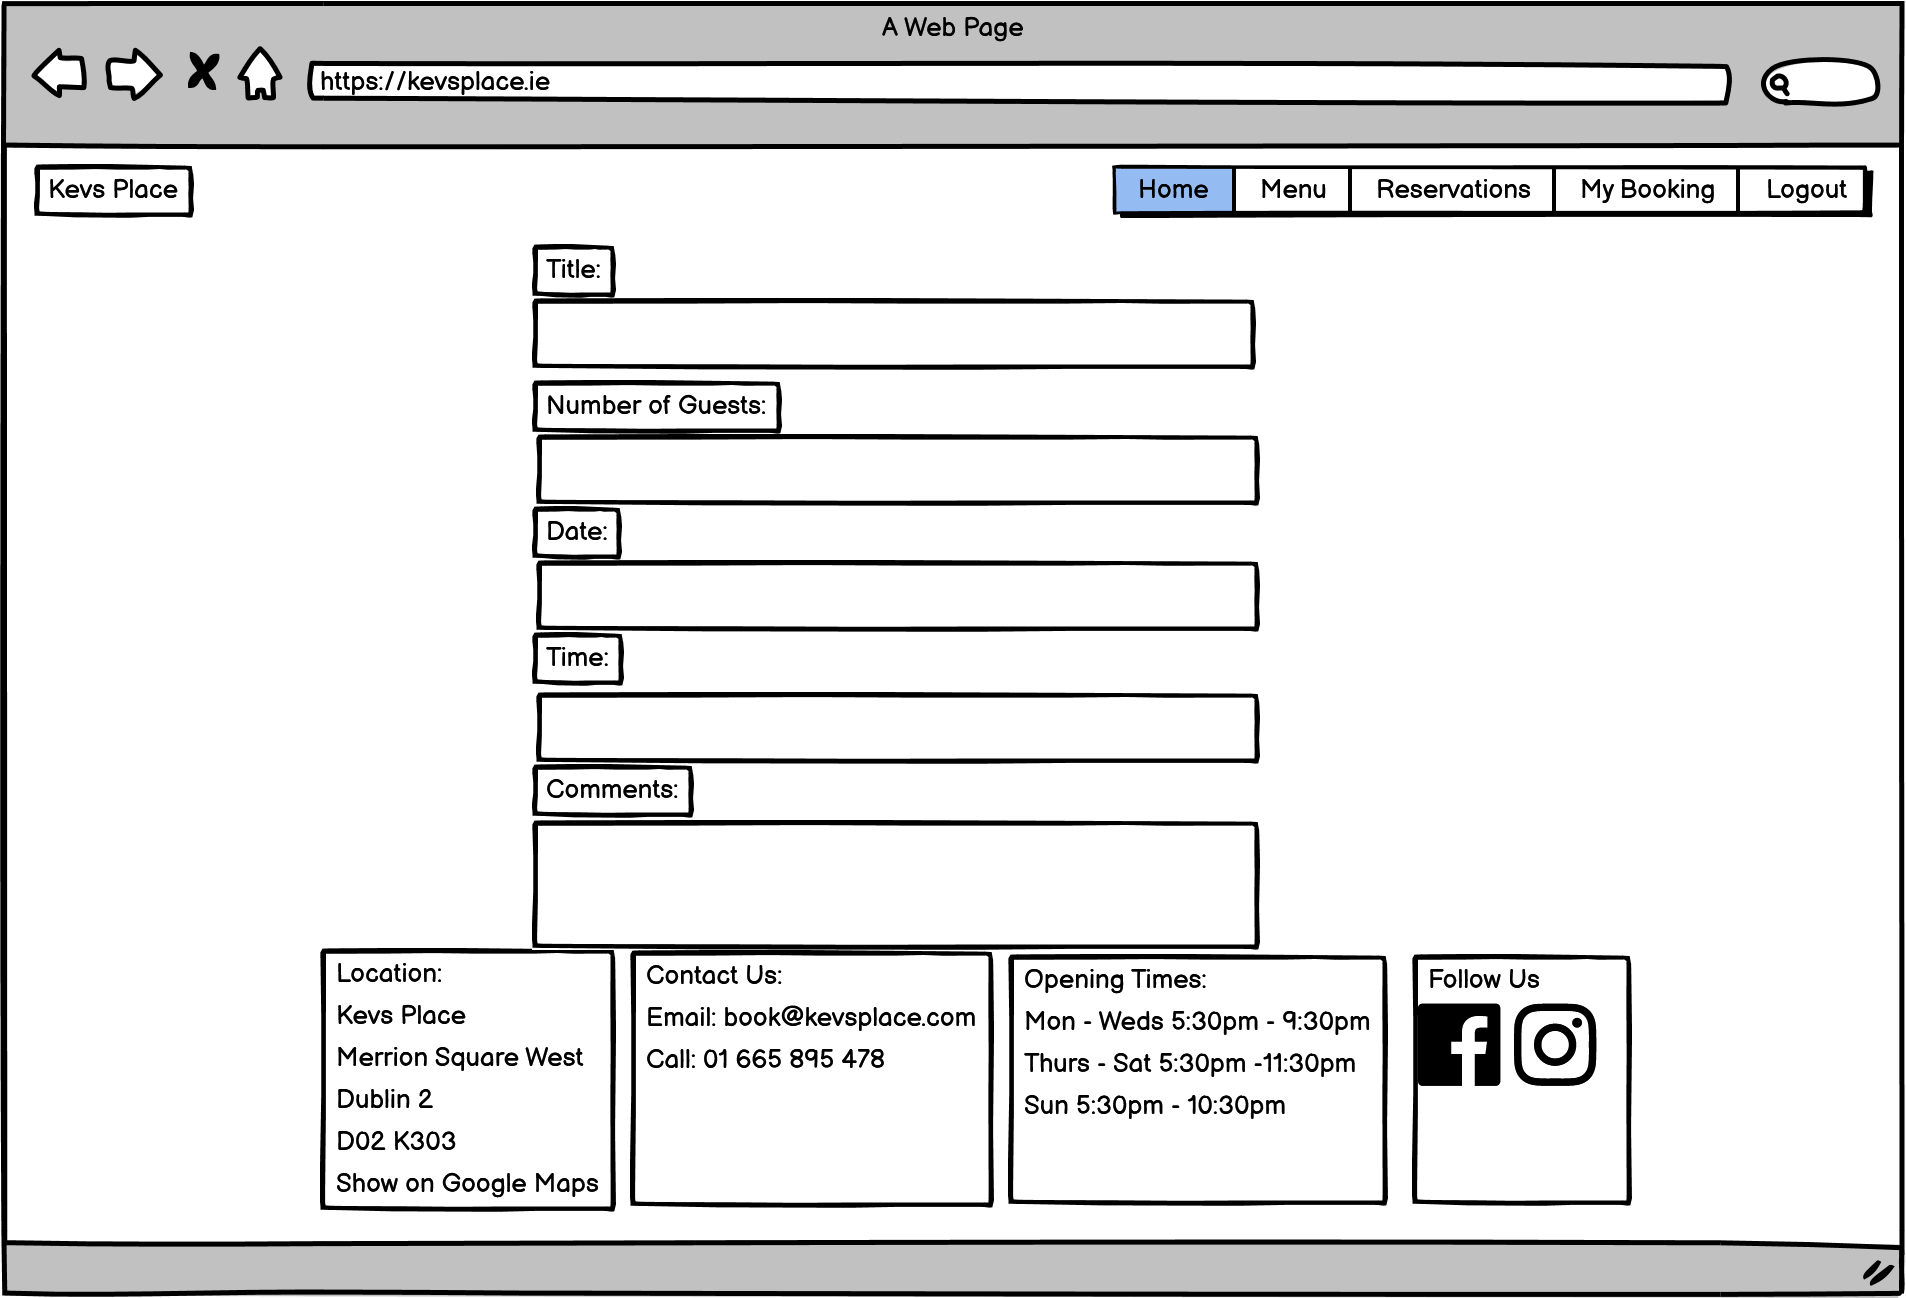 A Web Page
https://kevsplace.ie
Kevs Place
Home Menu Reservations My Booking Logout
Title:
Number of Guests:
Date:
Time:
Comments:
Location:
Kevs Place
Merrion Square West
Dublin 2
D02 K303
Show on Google Maps
Contact Us:
Email: book@kevsplace.com
Call: 01 665 895 478
Opening Times:
Mon - Weds 5:30pm - 9:30pm
Thurs - Sat 5:30pm -11:30pm
Sun 5:30pm - 10:30pm
Follow Us